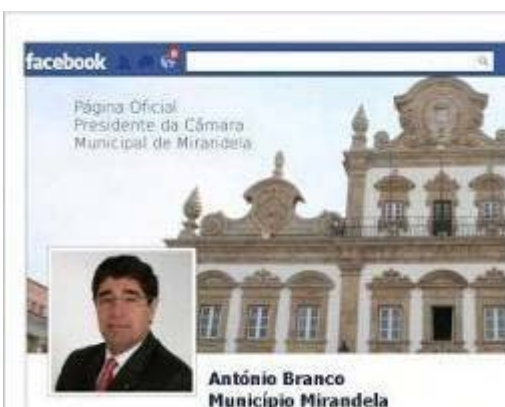 facebook
Página Oficial
Presidente da Câmara
Municipal de Mirandela
António Branco
Município Mirandela